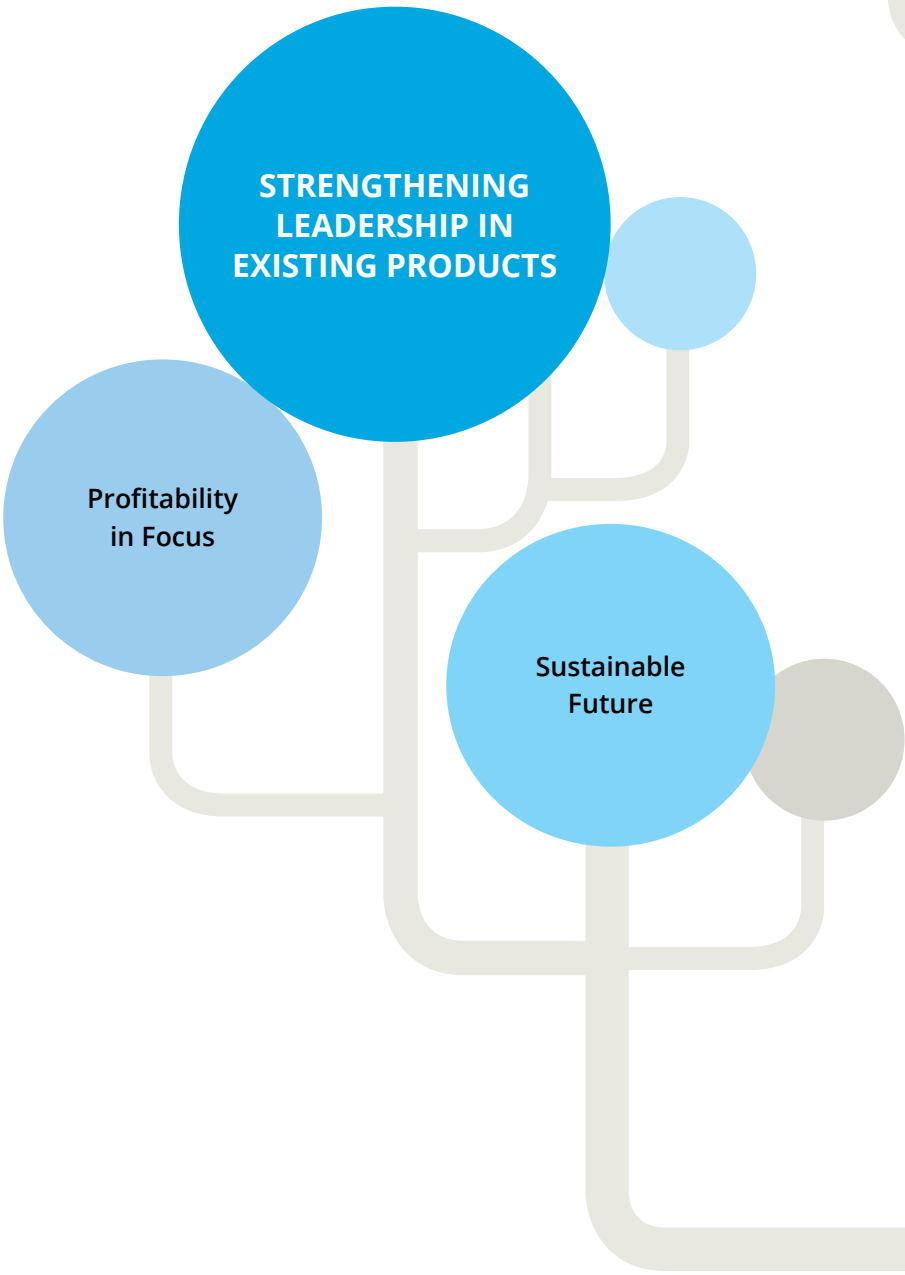 STRENGTHENING
LEADERSHIP IN
EXISTING PRODUCTS
Profitability
in Focus
Sustainable
Future